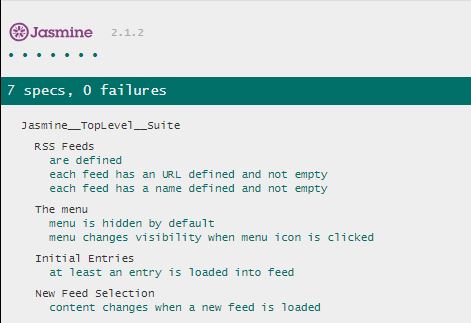 Jasmine 2.1.2
• • • • • • •
7 specs, 0 failures
Jasmine__TopLevel__Suite
RSS Feeds
are defined
each feed has an URL defined and not empty
each feed has a name defined and not empty
The menu
menu is hidden by default
menu changes visibility when menu icon is clicked
Initial Entries
at least an entry is loaded into feed
New Feed Selection
content changes when a new feed is loaded